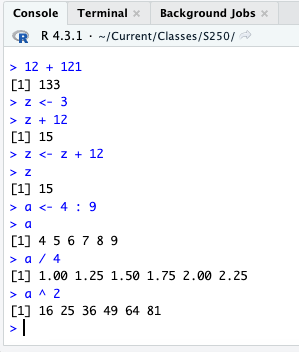 Console Terminal × Background Jobs ×
R 4.3.1 · ~/Current/Classes/S250/
> 12 + 121
[1] 133
> z <- 3
> z + 12
[1] 15
> z <- z + 12
> z
[1] 15
> a <- 4 : 9
> a
[1] 4 5 6 7 8 9
> a / 4
[1] 1.00 1.25 1.50 1.75 2.00 2.25
> a ^ 2
[1] 16 25 36 49 64 81
>